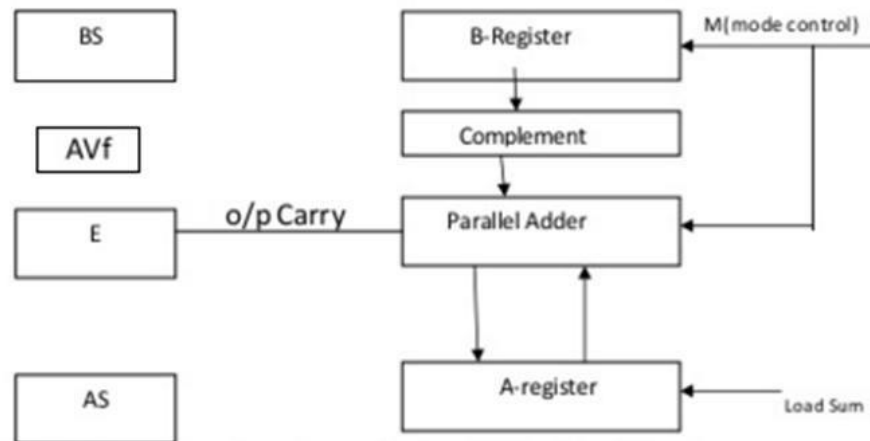 BS
B-Register
M(mode control)
AVf
Complement
E
o/p Carry
Parallel Adder
AS
A-register
Load Sum